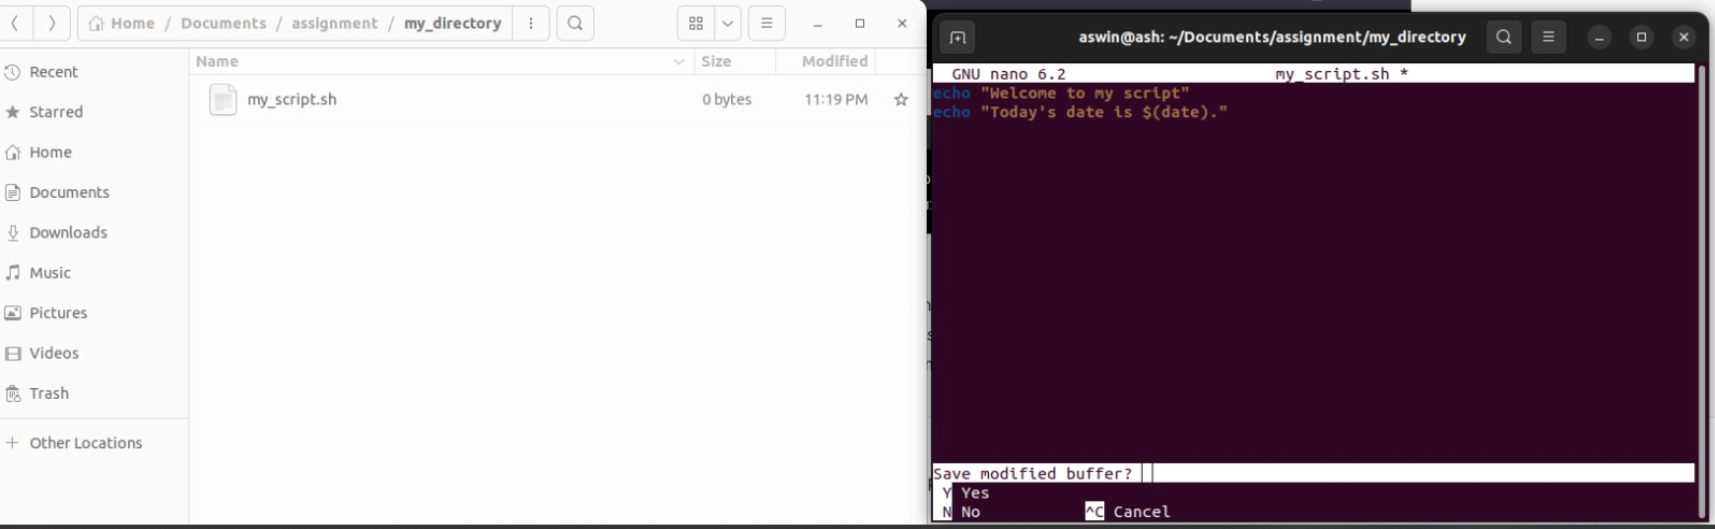 Home / Documents / assignment / my_directory
Name Size Modified
Recent
my_script.sh 0 bytes 11:19 PM
Starred
Home
Documents
Downloads
Music
Pictures
Videos
Trash
+ Other Locations
aswin@ash: ~/Documents/assignment/my_directory
GNU nano 6.2 my_script.sh *
echo "Welcome to my script"
echo "Today's date is $(date)."
Save modified buffer?
Y Yes
N No ^C Cancel